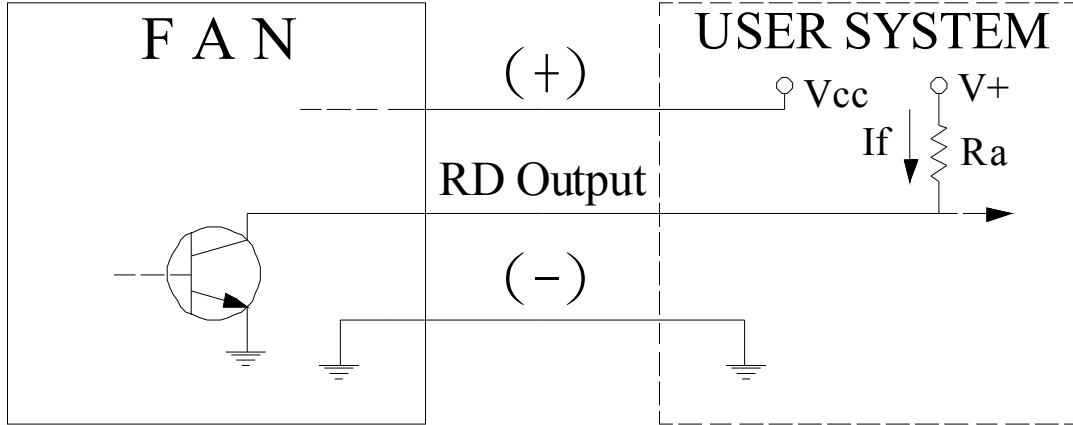 F A N
USER SYSTEM
(+)
Vcc
V+
If
Ra
RD Output
(-)